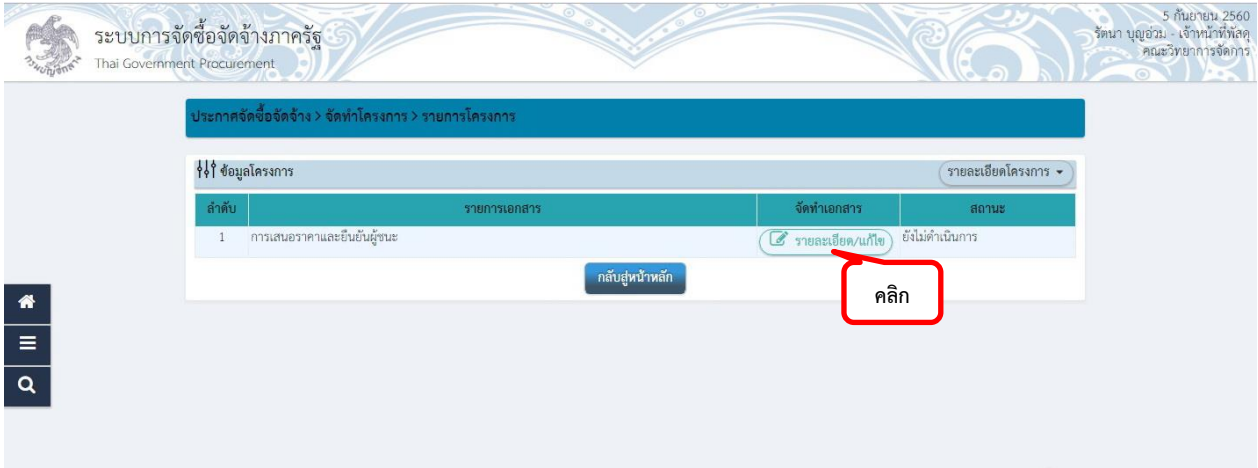 5 กันยายน 2560
ระบบการจัดซื้อจัดจ้างภาครัฐ
รัตนา บุญอ่วม - เจ้าหน้าที่พัสดุ
Thai Government Procurement
คณะวิทยาการจัดการ
กรมบัญชีกลาง
ประกาศจัดซื้อจัดจ้าง > จัดทำโครงการ > รายการโครงการ
ข้อมูลโครงการ
รายละเอียดโครงการ
ลำดับ รายการเอกสาร จัดทำเอกสาร สถานะ
1 การเสนอราคาและยืนยันผู้ชนะ รายละเอียด/แก้ไข ยังไม่ดำเนินการ
กลับสู่หน้าหลัก
คลิก